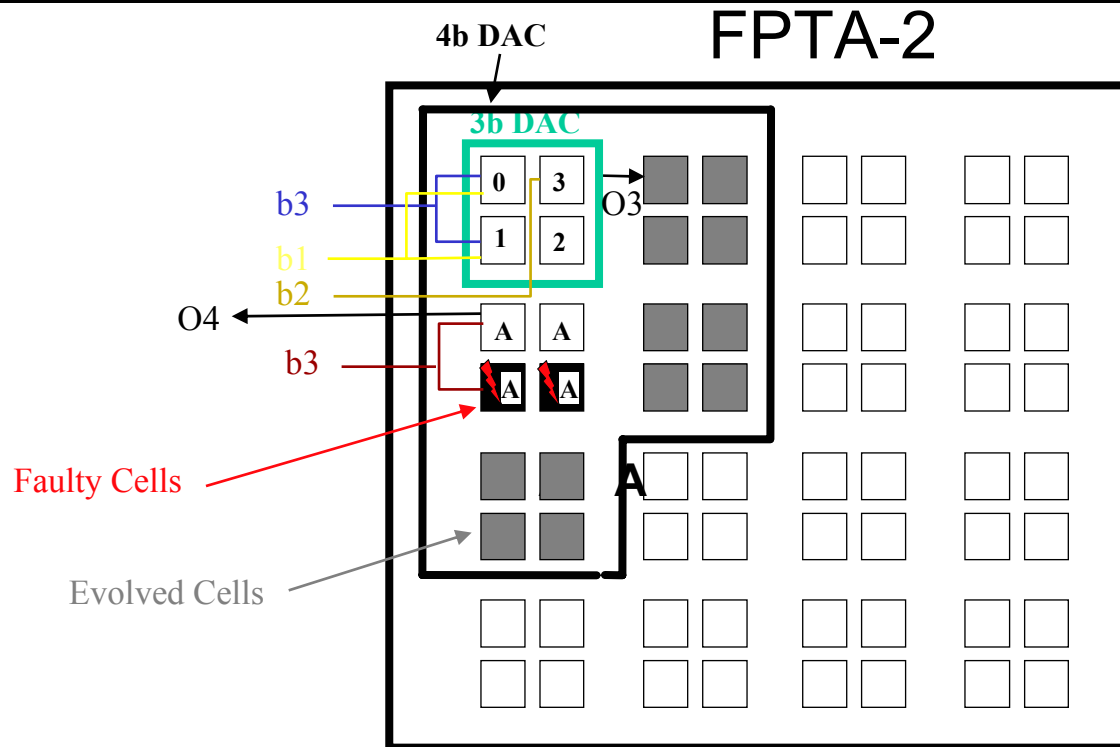 FPTA-2
4b DAC
3b DAC
0 3
b3
O3
1 2
b1
b2
O4
A A
b3
A A
Faulty Cells
A
Evolved Cells